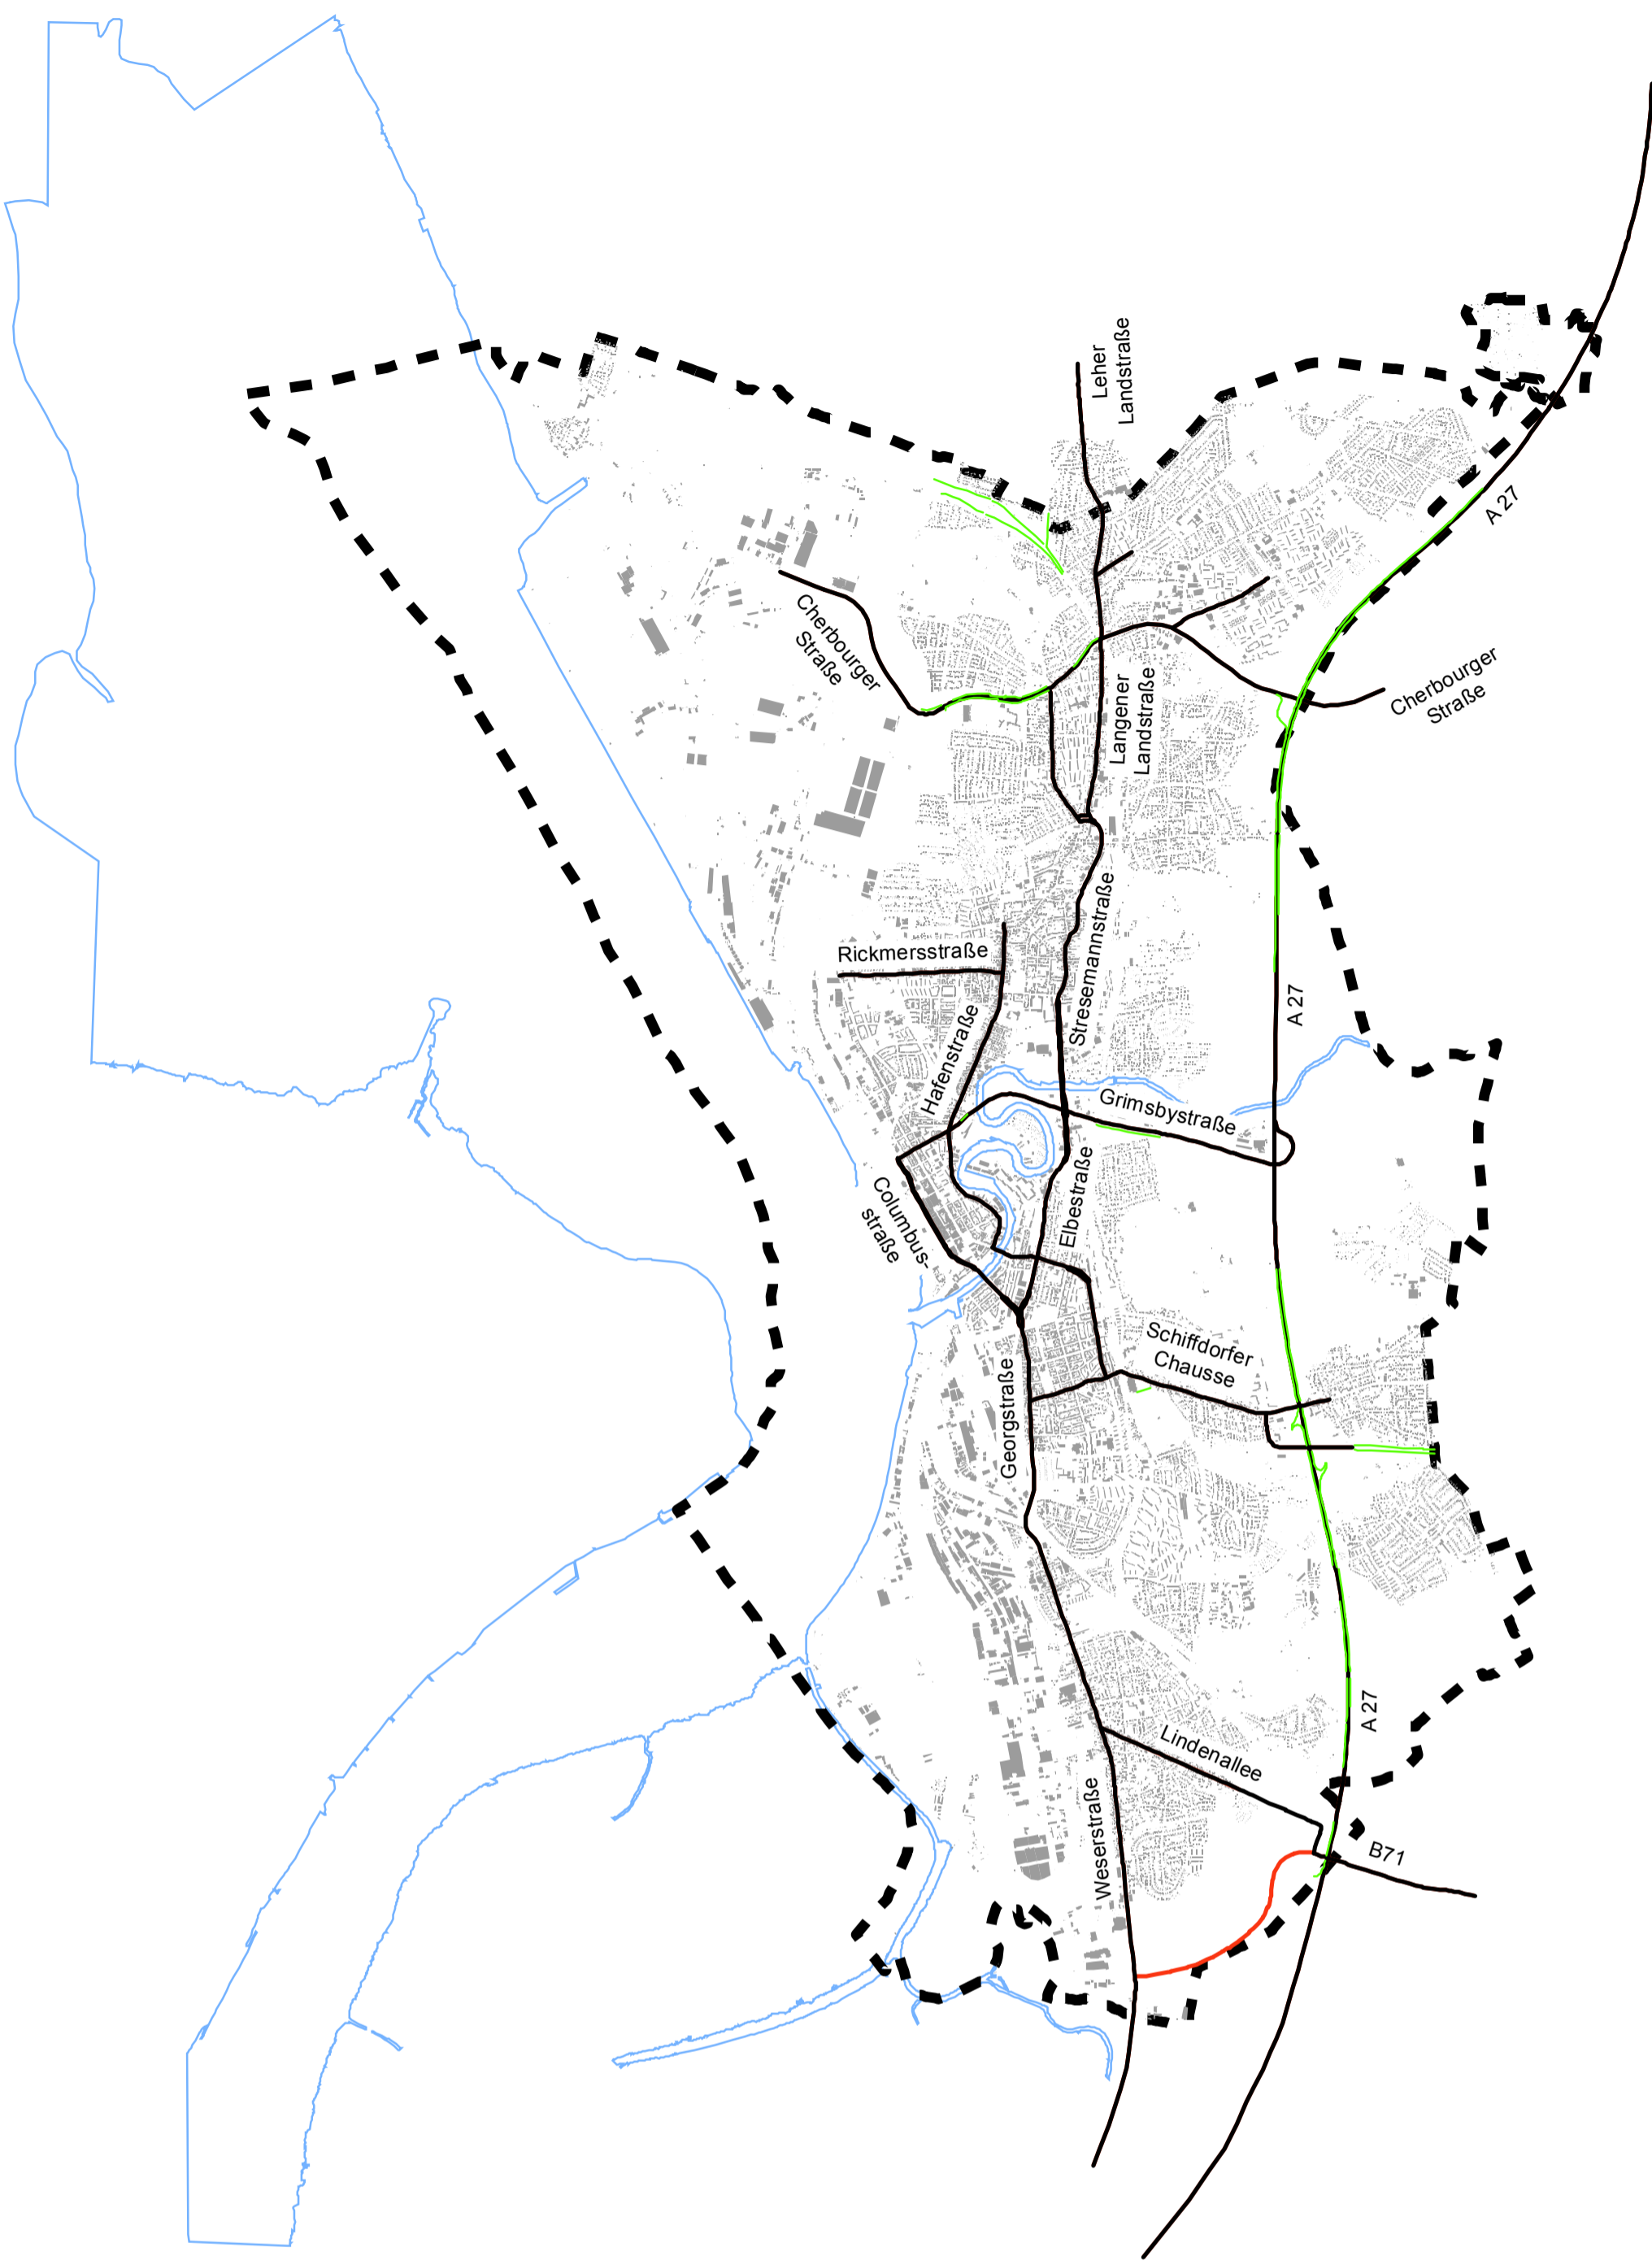 Leher
Landstraße
A 27
Cherbourger
Straße
Cherbourger
Straße
Langener
Landstraße
Rickmersstraße
Stresemannstraße
A 27
Hafenstraße
Grimsbystraße
Columbus-
straße
Elbestraße
Schiffdorfer
Chausse
Georgstraße
A 27
Lindenallee
Weserstraße
B71